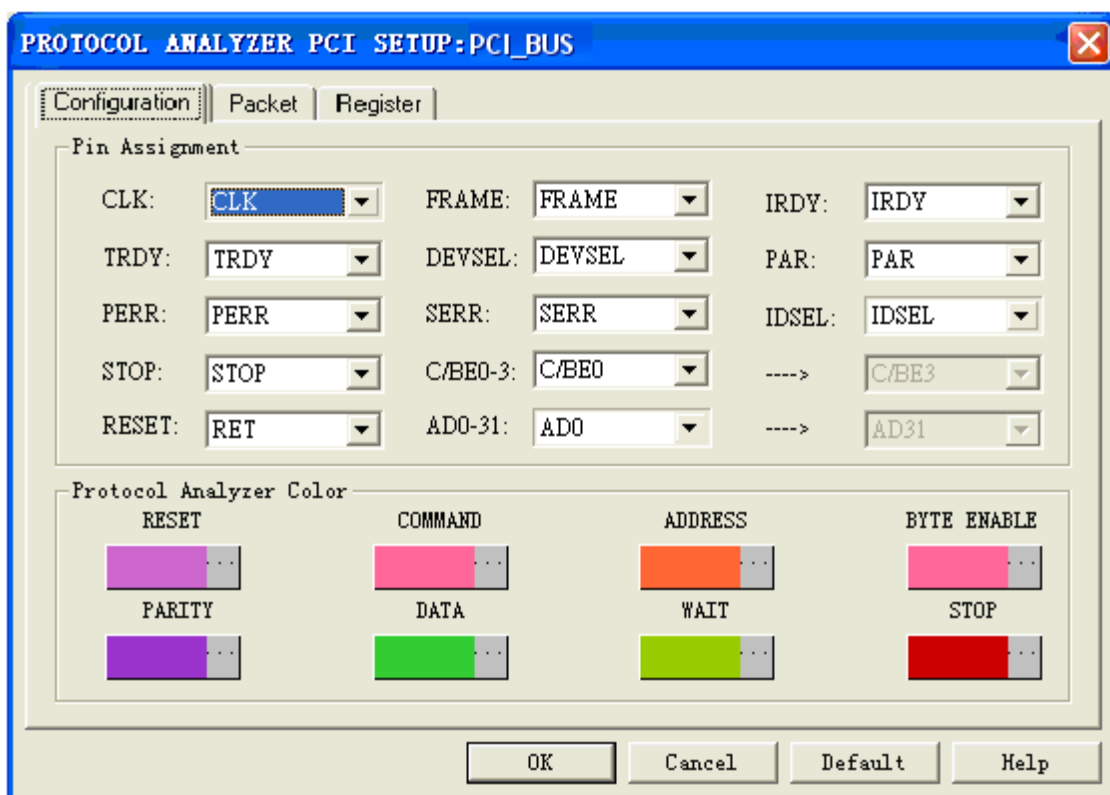 PROTOCOL ANALYZER PCI SETUP:PCI_BUS
Configuration Packet Register
Pin Assignment
CLK: CLK FRAME: FRAME IRDY: IRDY
TRDY: TRDY DEVSEL: DEVSEL PAR: PAR
PERR: PERR SERR: SERR IDSEL: IDSEL
STOP: STOP C/BE0-3: C/BE0 ----> C/BE3
RESET: RET AD0-31: AD0 ----> AD31
Protocol Analyzer Color
RESET COMMAND ADDRESS BYTE ENABLE
... ... ... ...
PARITY DATA WAIT STOP
... ... ... ...
OK Cancel Default Help